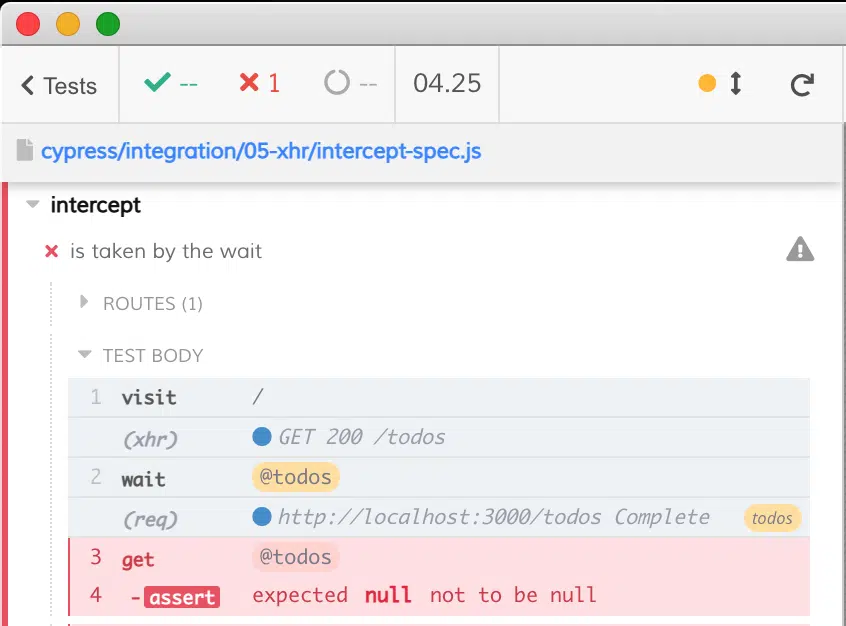 Tests -- 1 -- 04.25
cypress/integration/05-xhr/intercept-spec.js
intercept
is taken by the wait
ROUTES (1)
TEST BODY
1 visit /
(xhr) GET 200 /todos
2 wait @todos
(req) http://localhost:3000/todos Complete todos
3 get @todos
4 -assert expected null not to be null